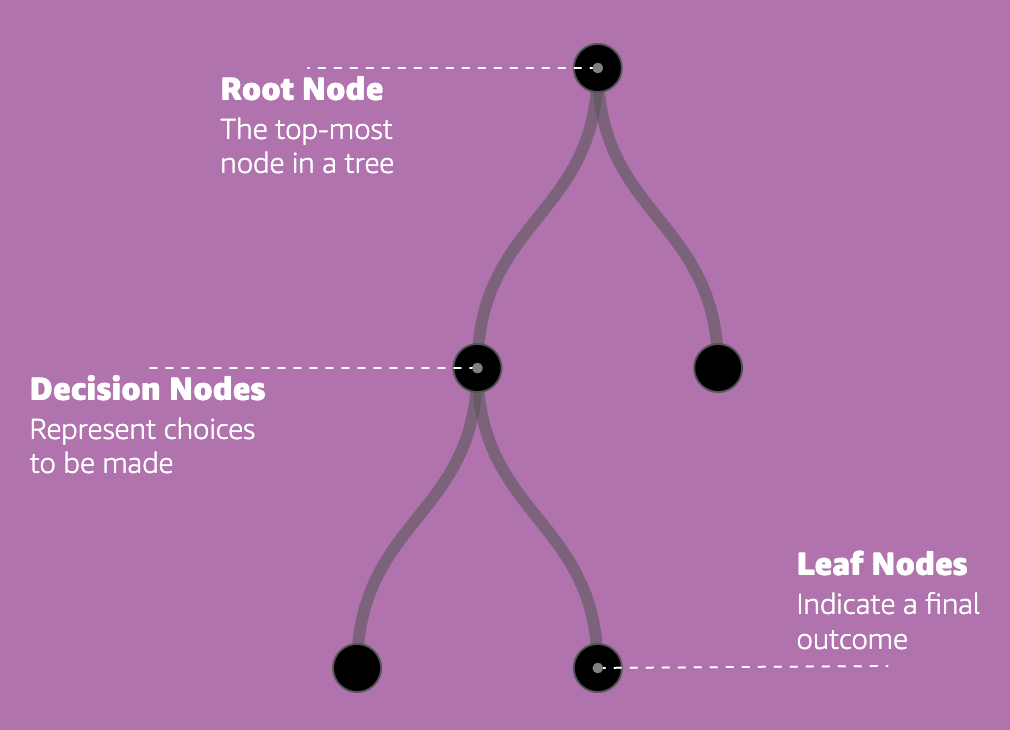 Root Node
The top-most
node in a tree
Decision Nodes
Represent choices
to be made
Leaf Nodes
Indicate a final
outcome